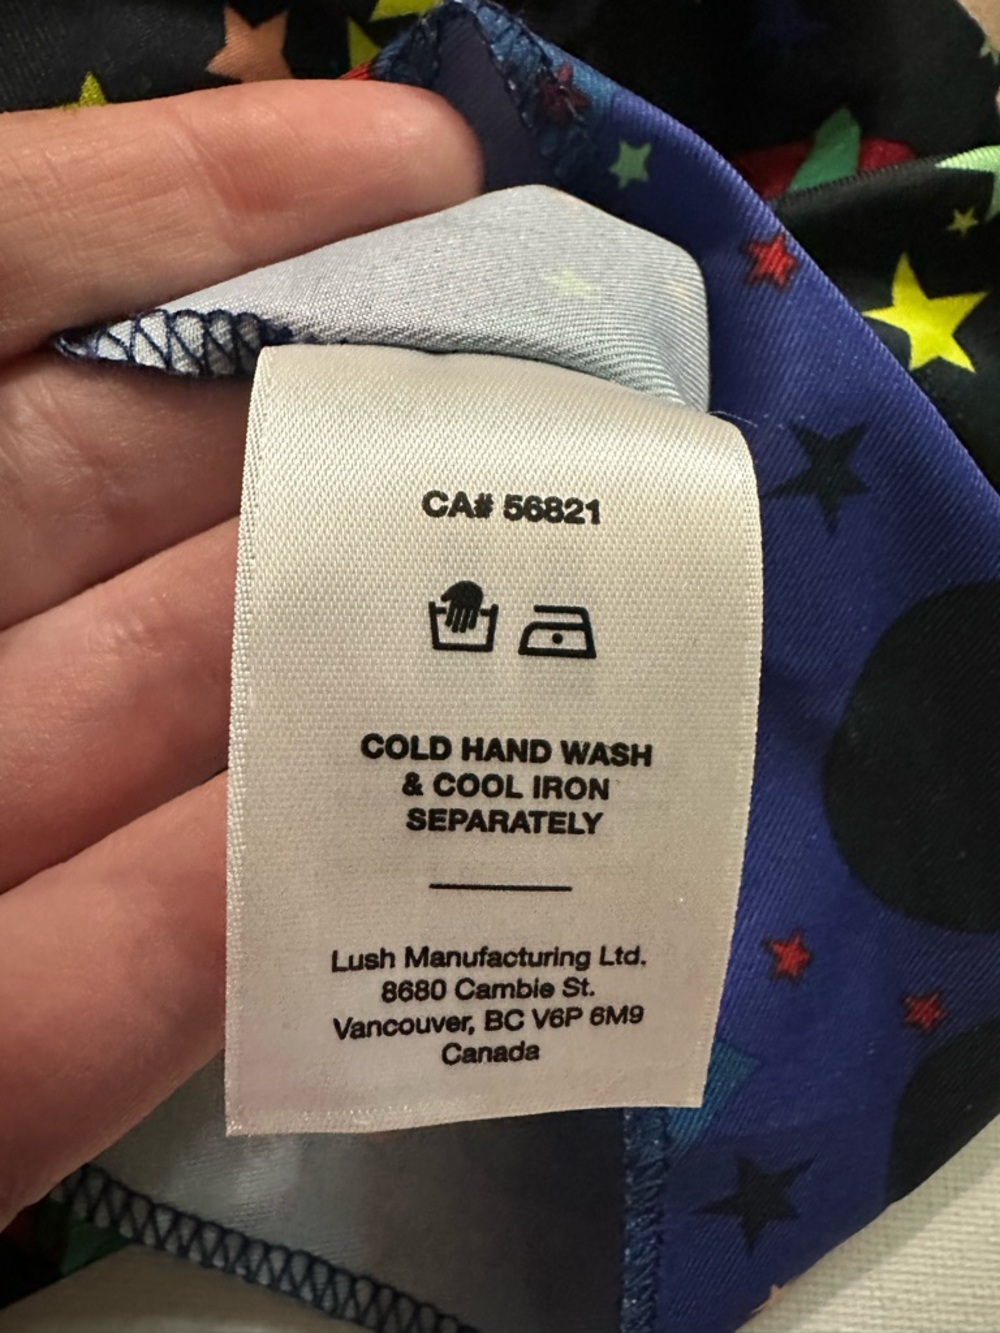 CA# 56821
COLD HAND WASH
& COOL IRON
SEPARATELY
Lush Manufacturing Ltd.
8680 Cambie St.
Vancouver, BC V6P 6M9
Canada